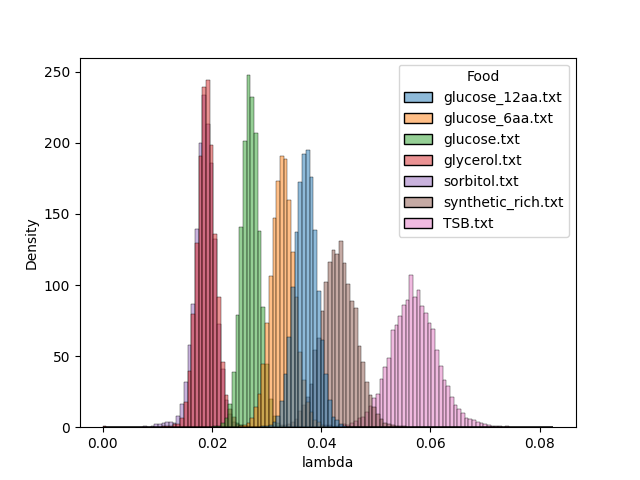 250
200
150
100
50
0
Density
Food
glucose_12aa.txt
glucose_6aa.txt
glucose.txt
glycerol.txt
sorbitol.txt
synthetic_rich.txt
TSB.txt
0.00 0.02 0.04 0.06 0.08
lambda